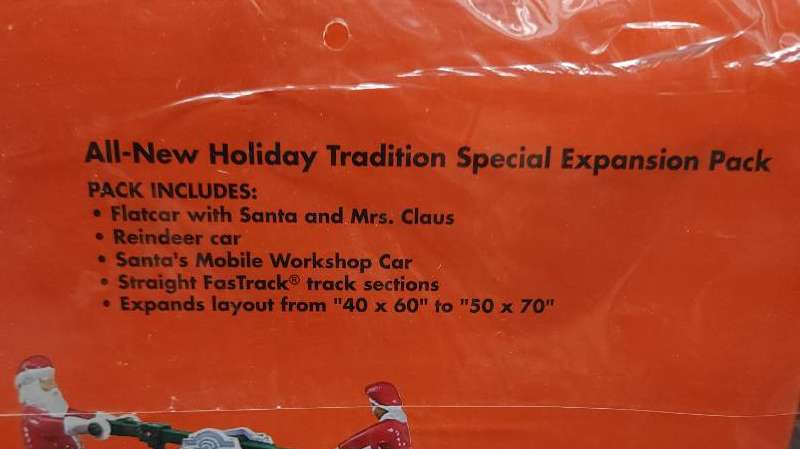 All-New Holiday Tradition Special Expansion Pack
PACK INCLUDES:
• Flatcar with Santa and Mrs. Claus
• Reindeer car
• Santa's Mobile Workshop Car
• Straight FasTrack® track sections
• Expands layout from "40 x 60" to "50 x 70"